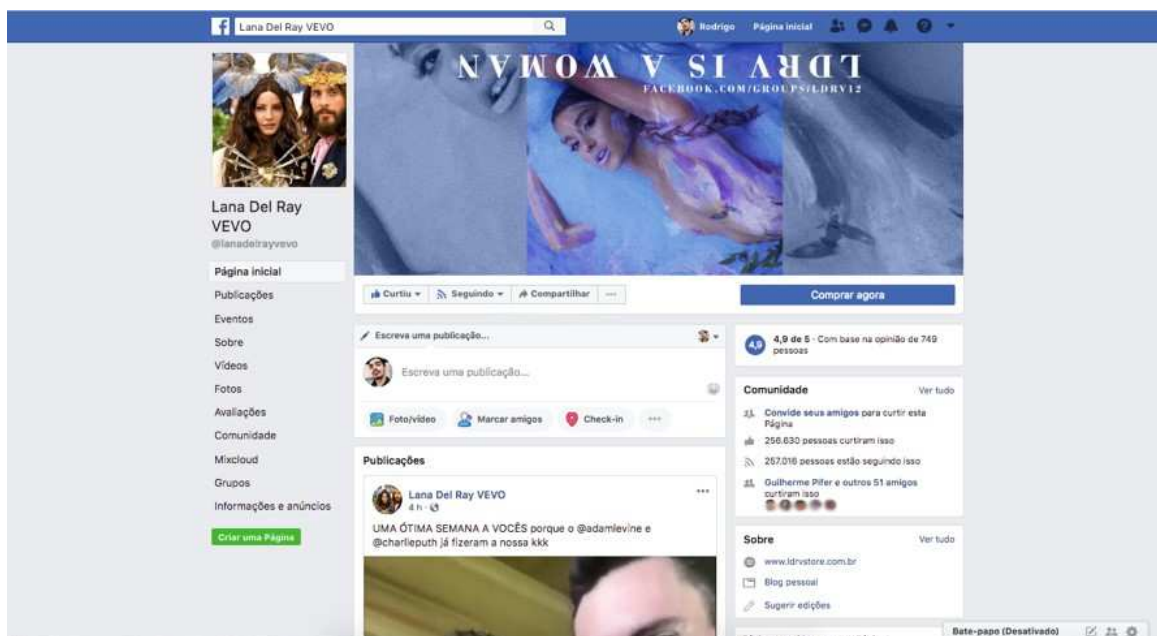 Lana Del Ray VEVO
Rodrigo Página inicial
LDRV IS A WOMAN
FACEBOOK.COM/GROUPS/LDRV12
Lana Del Ray
VEVO
@lanadelrayvevo
Página inicial
Publicações
Eventos
Sobre
Vídeos
Fotos
Avaliações
Comunidade
Mixcloud
Grupos
Informações e anúncios
Criar uma Página
Curtiu Seguindo Compartilhar
Comprar agora
Escreva uma publicação...
Escreva uma publicação...
Foto/vídeo Marcar amigos Check-in
Publicações
Lana Del Ray VEVO
4 h
UMA ÓTIMA SEMANA A VOCÊS porque o @adamlevine e
@charlieputh já fizeram a nossa kkk
4,9
4,9 de 5 · Com base na opinião de 749
pessoas
Comunidade Ver tudo
Convide seus amigos para curtir esta
Página
256.630 pessoas curtiram isso
257.016 pessoas estão seguindo isso
Guilherme Pifer e outros 51 amigos
curtiram isso
Sobre Ver tudo
www.ldrvstore.com.br
Blog pessoal
Sugerir edições
Bate-papo (Desativado)